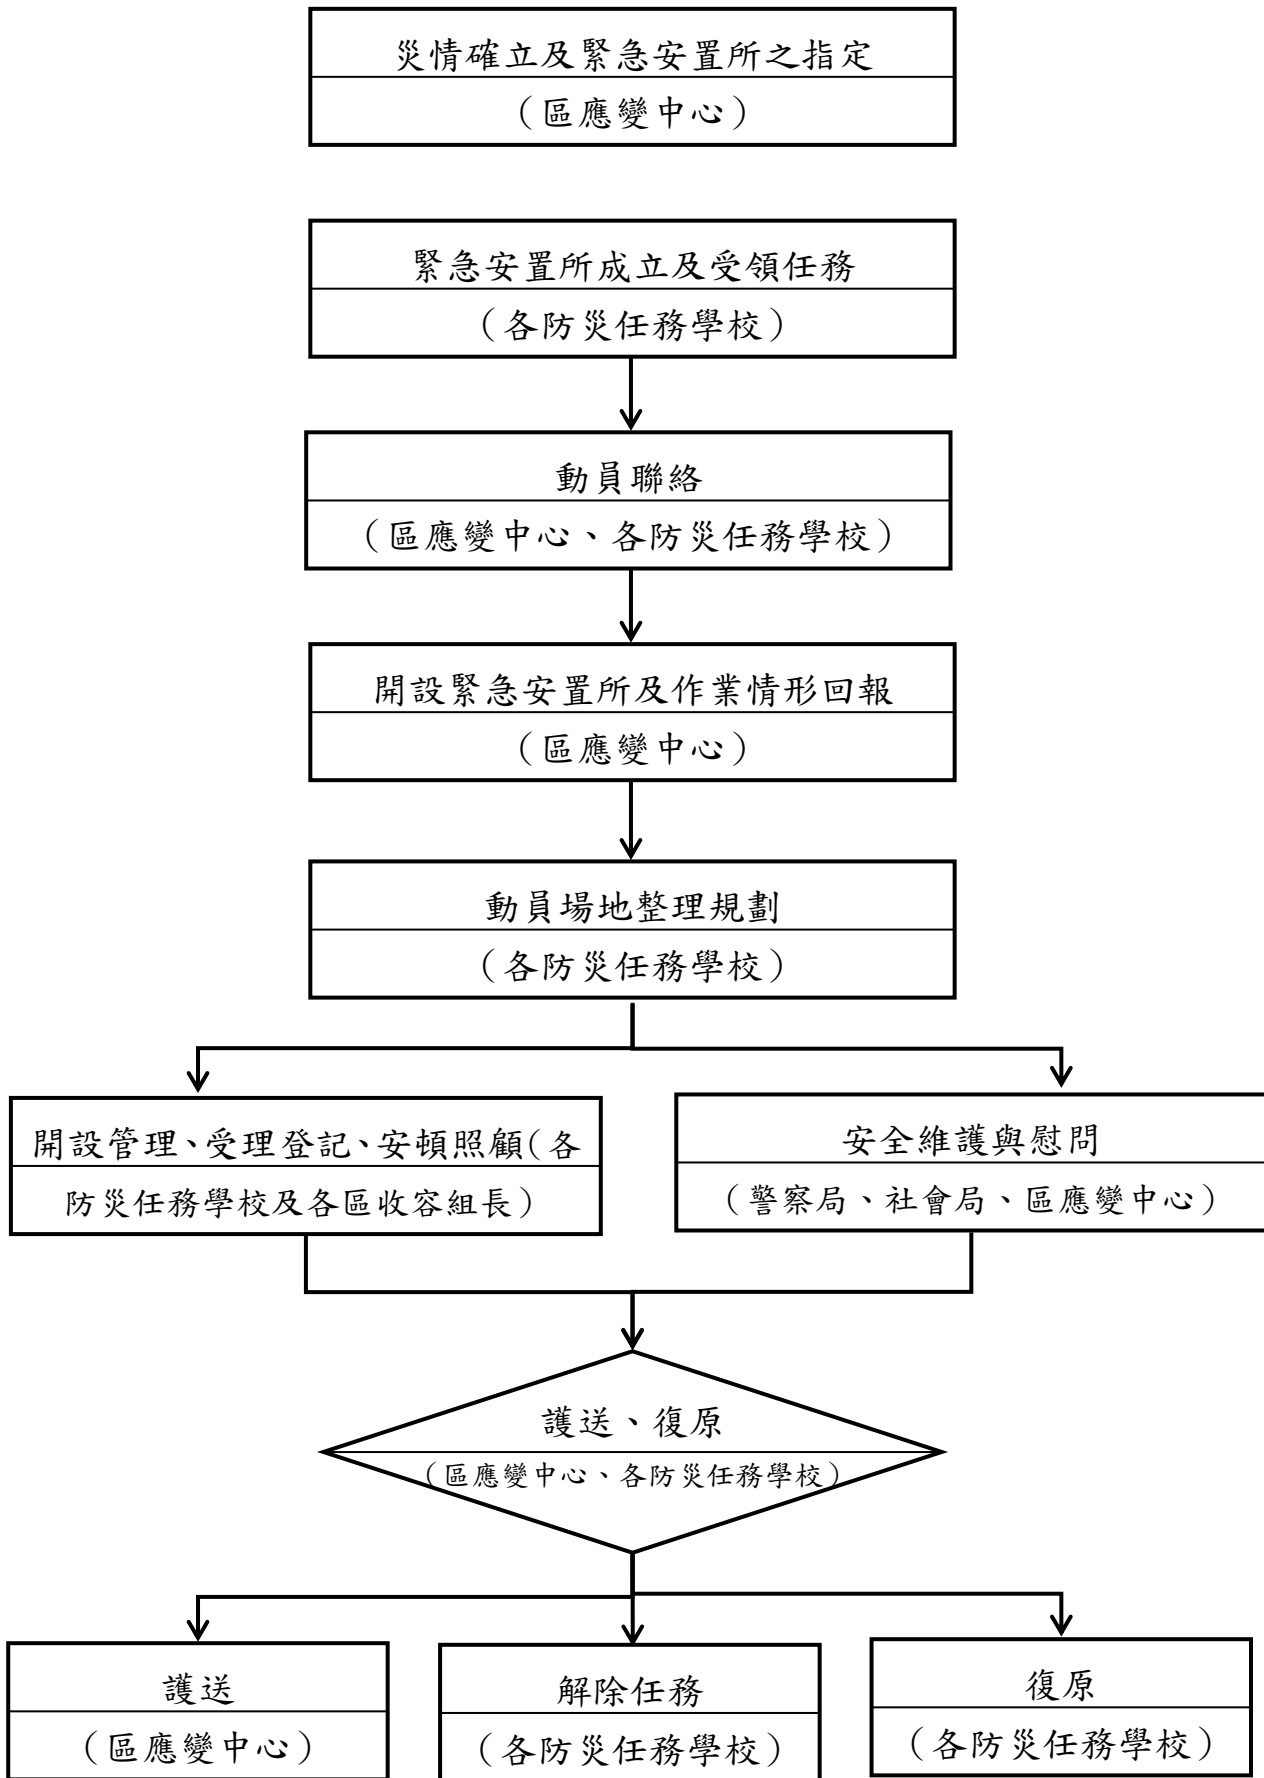 災情確立及緊急安置所之指定
（區應變中心）
緊急安置所成立及受領任務
（各防災任務學校）
動員聯絡
（區應變中心、各防災任務學校）
開設緊急安置所及作業情形回報
（區應變中心）
動員場地整理規劃
（各防災任務學校）
開設管理、受理登記、安頓照顧(各
防災任務學校及各區收容組長）
安全維護與慰問
（警察局、社會局、區應變中心）
護送、復原
（區應變中心、各防災任務學校）
護送
（區應變中心）
解除任務
（各防災任務學校）
復原
（各防災任務學校）